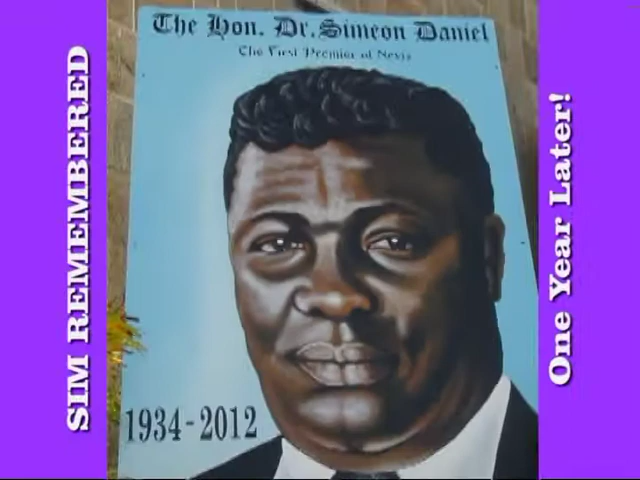 SIM REMEMBERED
The Hon. Dr. Simeon Daniel
The First Premier of Nevis
1934-2012
One Year Later!